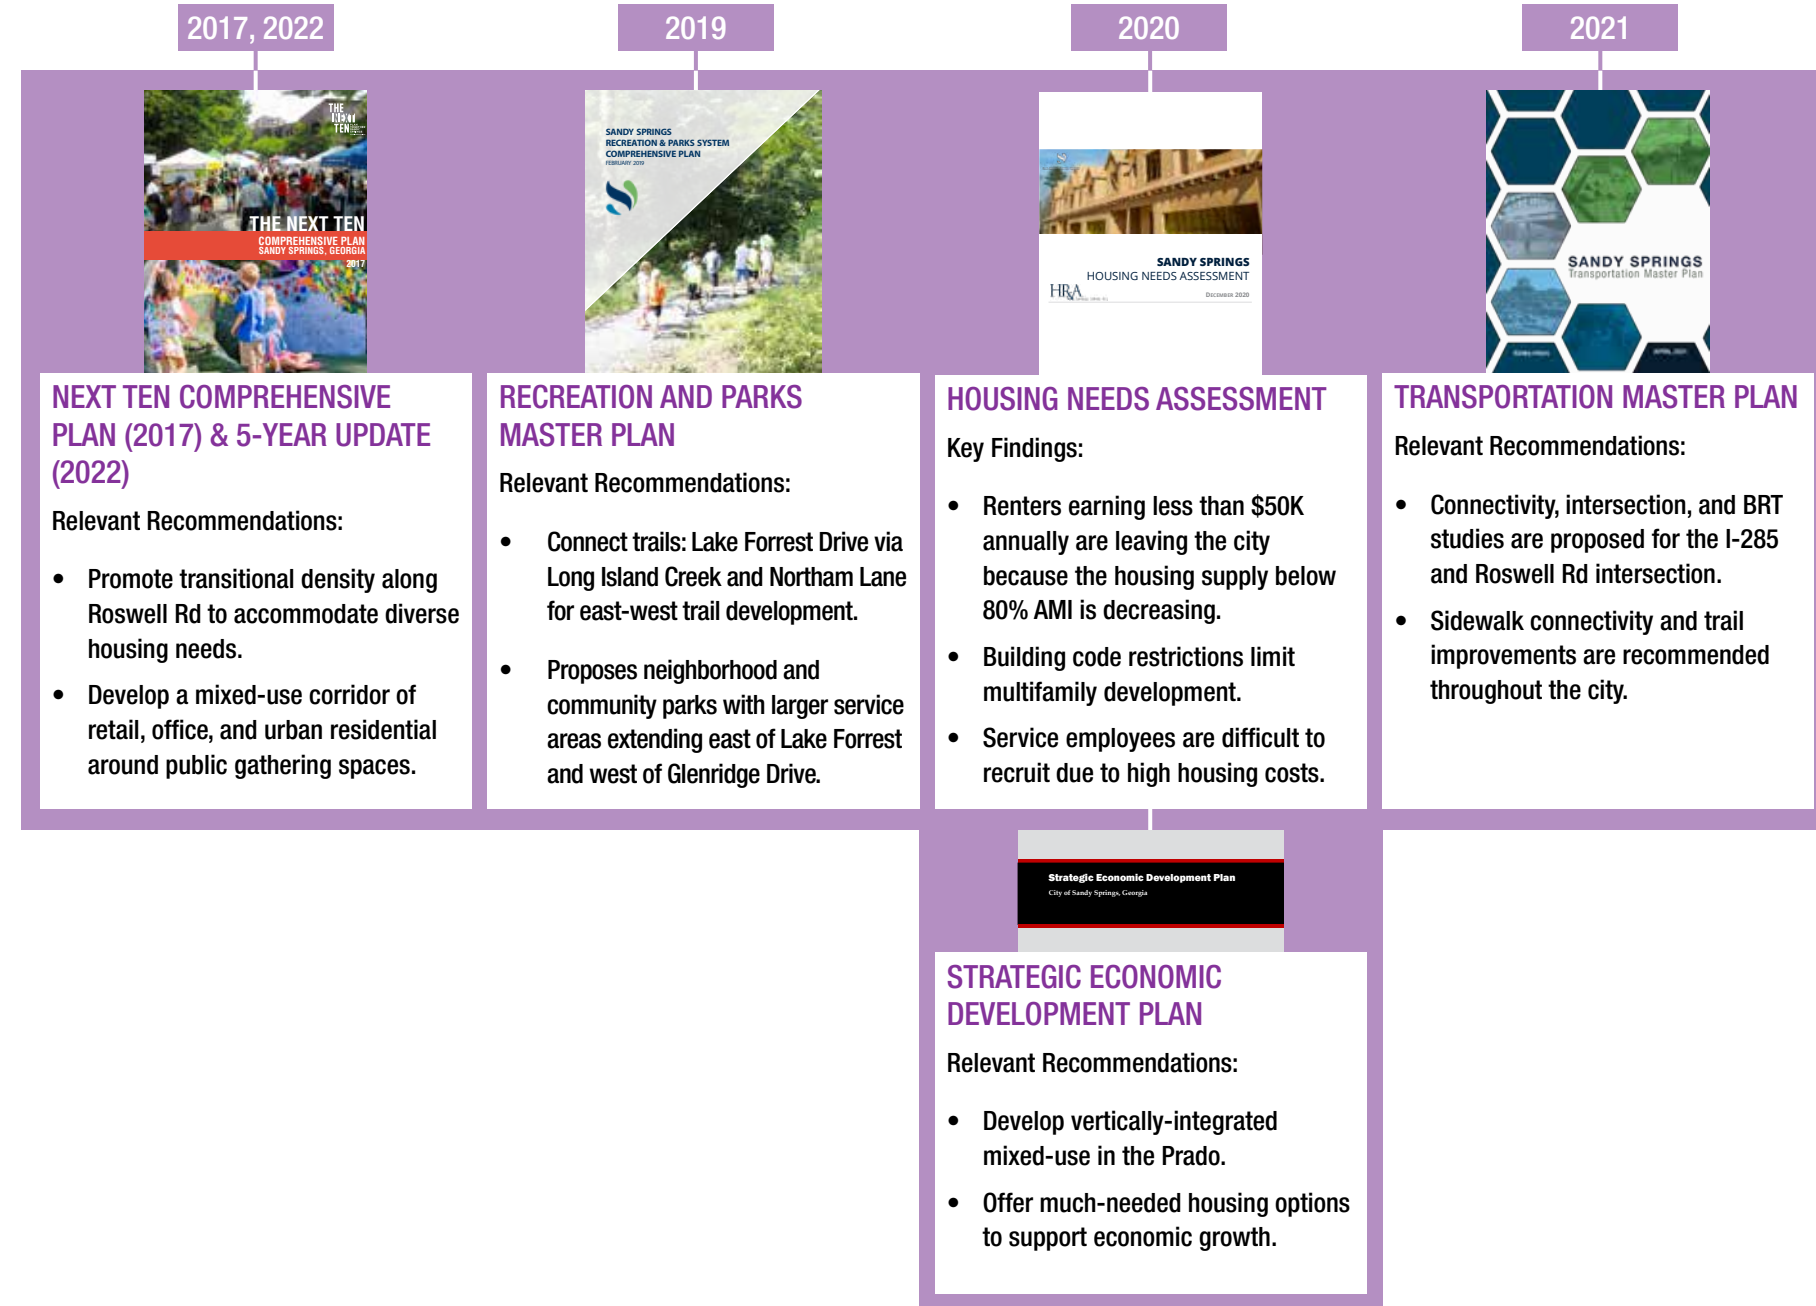 2017, 2022
THE
NEXT
TEN
THE NEXT TEN
COMPREHENSIVE PLAN
SANDY SPRINGS, GEORGIA
2017
NEXT TEN COMPREHENSIVE
PLAN (2017) & 5-YEAR UPDATE
(2022)
Relevant Recommendations:
• Promote transitional density along
Roswell Rd to accommodate diverse
housing needs.
• Develop a mixed-use corridor of
retail, office, and urban residential
around public gathering spaces.
2019
SANDY SPRINGS
RECREATION & PARKS SYSTEM
COMPREHENSIVE PLAN
FEBRUARY 2019
RECREATION AND PARKS
MASTER PLAN
Relevant Recommendations:
• Connect trails: Lake Forrest Drive via
Long Island Creek and Northam Lane
for east-west trail development.
• Proposes neighborhood and
community parks with larger service
areas extending east of Lake Forrest
and west of Glenridge Drive.
2020
SANDY SPRINGS
HOUSING NEEDS ASSESSMENT
HR&A
DECEMBER 2020
HOUSING NEEDS ASSESSMENT
Key Findings:
• Renters earning less than $50K
annually are leaving the city
because the housing supply below
80% AMI is decreasing.
• Building code restrictions limit
multifamily development.
• Service employees are difficult to
recruit due to high housing costs.
Strategic Economic Development Plan
City of Sandy Springs, Georgia
STRATEGIC ECONOMIC
DEVELOPMENT PLAN
Relevant Recommendations:
• Develop vertically-integrated
mixed-use in the Prado.
• Offer much-needed housing options
to support economic growth.
2021
SANDY SPRINGS
Transportation Master Plan
APRIL 2021
TRANSPORTATION MASTER PLAN
Relevant Recommendations:
• Connectivity, intersection, and BRT
studies are proposed for the I-285
and Roswell Rd intersection.
• Sidewalk connectivity and trail
improvements are recommended
throughout the city.